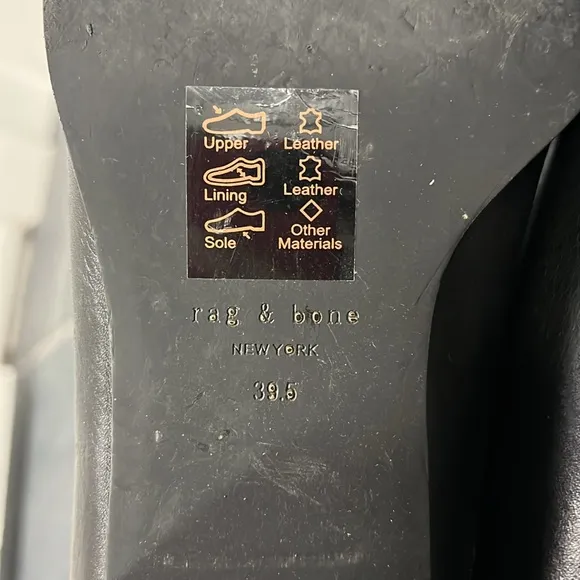 Upper Leather
Lining Leather
Sole Other Materials
rag & bone
NEW YORK
39.5